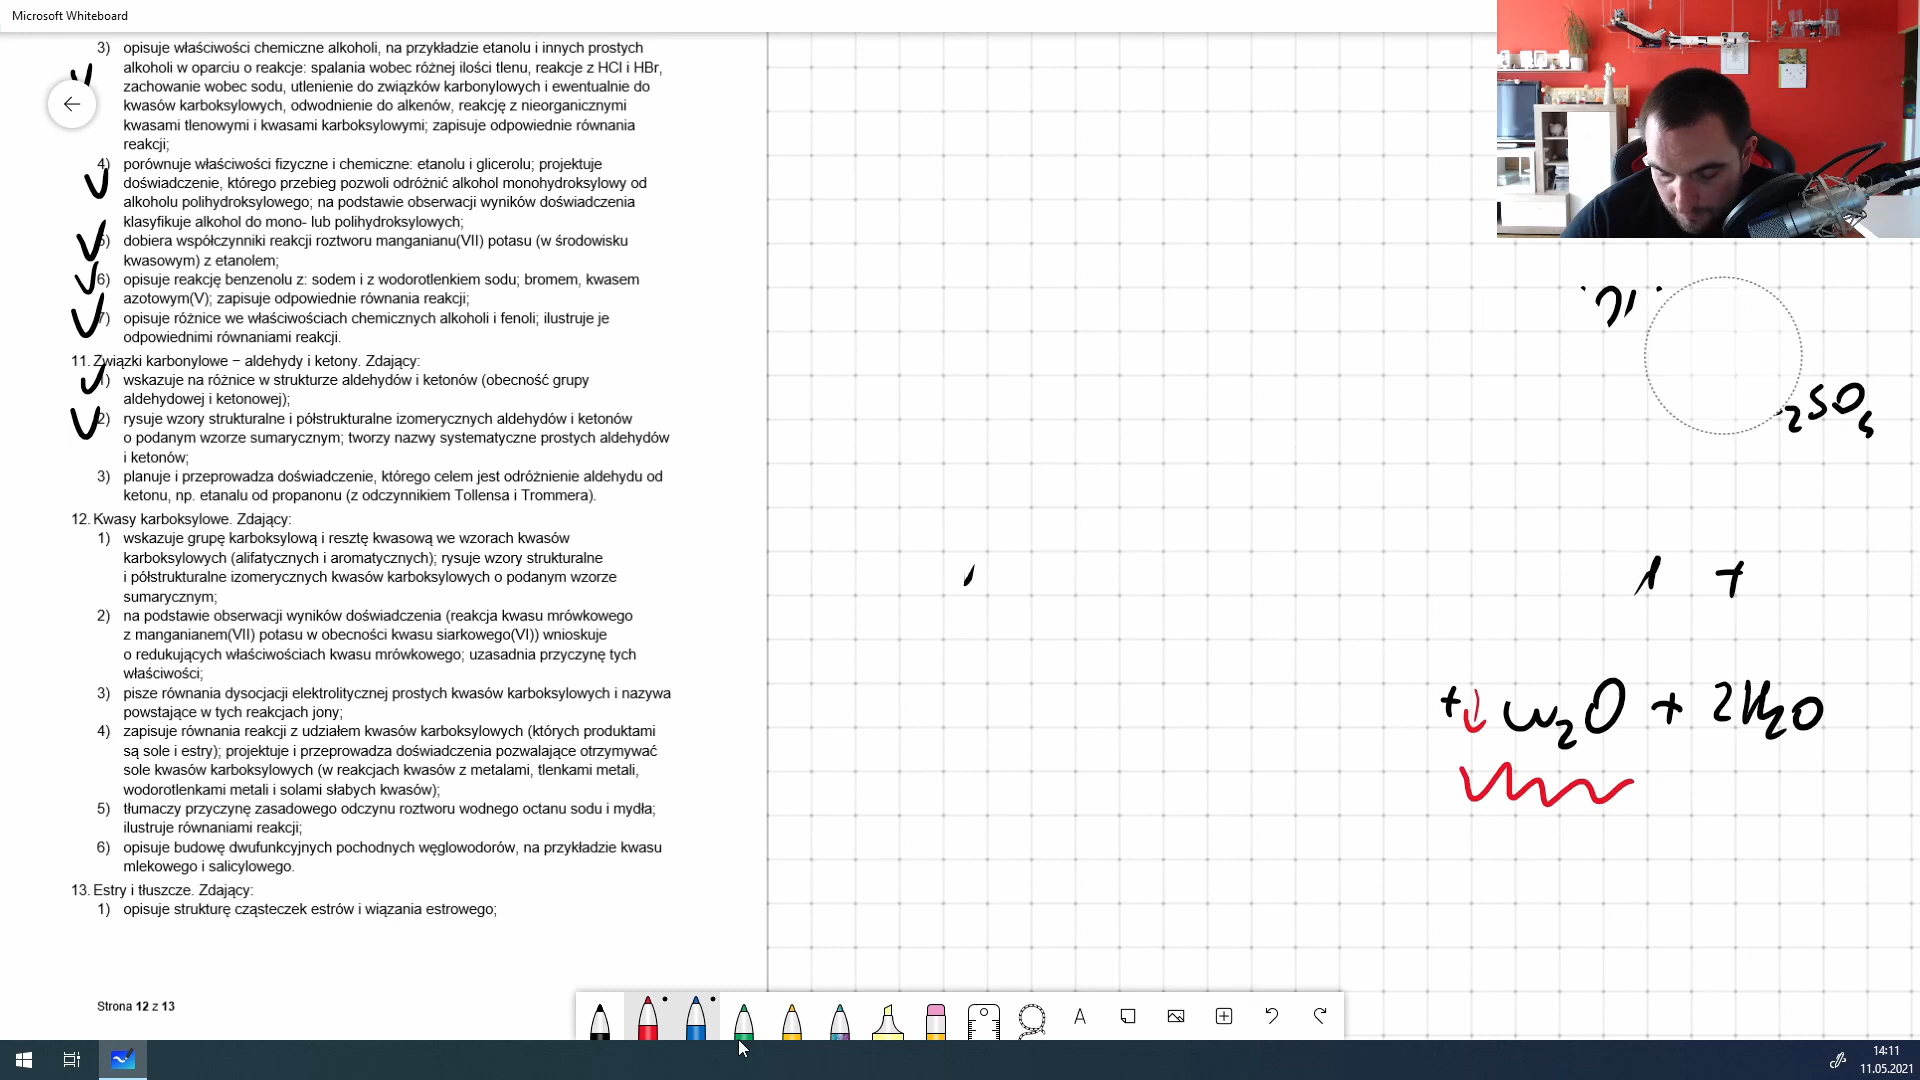 Microsoft Whiteboard
3) opisuje właściwości chemiczne alkoholi, na przykładzie etanolu i innych prostych
alkoholi w oparciu o reakcje: spalania wobec różnej ilości tlenu, reakcje z HCl i HBr,
zachowanie wobec sodu, utlenienie do związków karbonylowych i ewentualnie do
kwasów karboksylowych, odwodnienie do alkenów, reakcję z nieorganicznymi
kwasami tlenowymi i kwasami karboksylowymi; zapisuje odpowiednie równania
reakcji;
4) porównuje właściwości fizyczne i chemiczne: etanolu i glicerolu; projektuje
doświadczenie, którego przebieg pozwoli odróżnić alkohol monohydroksylowy od
alkoholu polihydroksylowego; na podstawie obserwacji wyników doświadczenia
klasyfikuje alkohol do mono- lub polihydroksylowych;
5) dobiera współczynniki reakcji roztworu manganianu(VII) potasu (w środowisku
kwasowym) z etanolem;
6) opisuje reakcję benzenolu z: sodem i z wodorotlenkiem sodu; bromem, kwasem
azotowym(V); zapisuje odpowiednie równania reakcji;
7) opisuje różnice we właściwościach chemicznych alkoholi i fenoli; ilustruje je
odpowiednimi równaniami reakcji.
11. Związki karbonylowe − aldehydy i ketony. Zdający:
1) wskazuje na różnice w strukturze aldehydów i ketonów (obecność grupy
aldehydowej i ketonowej);
2) rysuje wzory strukturalne i półstrukturalne izomerycznych aldehydów i ketonów
o podanym wzorze sumarycznym; tworzy nazwy systematyczne prostych aldehydów
i ketonów;
3) planuje i przeprowadza doświadczenie, którego celem jest odróżnienie aldehydu od
ketonu, np. etanalu od propanonu (z odczynnikiem Tollensa i Trommera).
12. Kwasy karboksylowe. Zdający:
1) wskazuje grupę karboksylową i resztę kwasową we wzorach kwasów
karboksylowych (alifatycznych i aromatycznych); rysuje wzory strukturalne
i półstrukturalne izomerycznych kwasów karboksylowych o podanym wzorze
sumarycznym;
2) na podstawie obserwacji wyników doświadczenia (reakcja kwasu mrówkowego
z manganianem(VII) potasu w obecności kwasu siarkowego(VI)) wnioskuje
o redukujących właściwościach kwasu mrówkowego; uzasadnia przyczynę tych
właściwości;
3) pisze równania dysocjacji elektrolitycznej prostych kwasów karboksylowych i nazywa
powstające w tych reakcjach jony;
4) zapisuje równania reakcji z udziałem kwasów karboksylowych (których produktami
są sole i estry); projektuje i przeprowadza doświadczenia pozwalające otrzymywać
sole kwasów karboksylowych (w reakcjach kwasów z metalami, tlenkami metali,
wodorotlenkami metali i solami słabych kwasów);
5) tłumaczy przyczynę zasadowego odczynu roztworu wodnego octanu sodu i mydła;
ilustruje równaniami reakcji;
6) opisuje budowę dwufunkcyjnych pochodnych węglowodorów, na przykładzie kwasu
mlekowego i salicylowego.
13. Estry i tłuszcze. Zdający:
1) opisuje strukturę cząsteczek estrów i wiązania estrowego;
Strona 12 z 13
2SO
+
+ ↓ u2O + 2H2O
A
14:11
11.05.2021